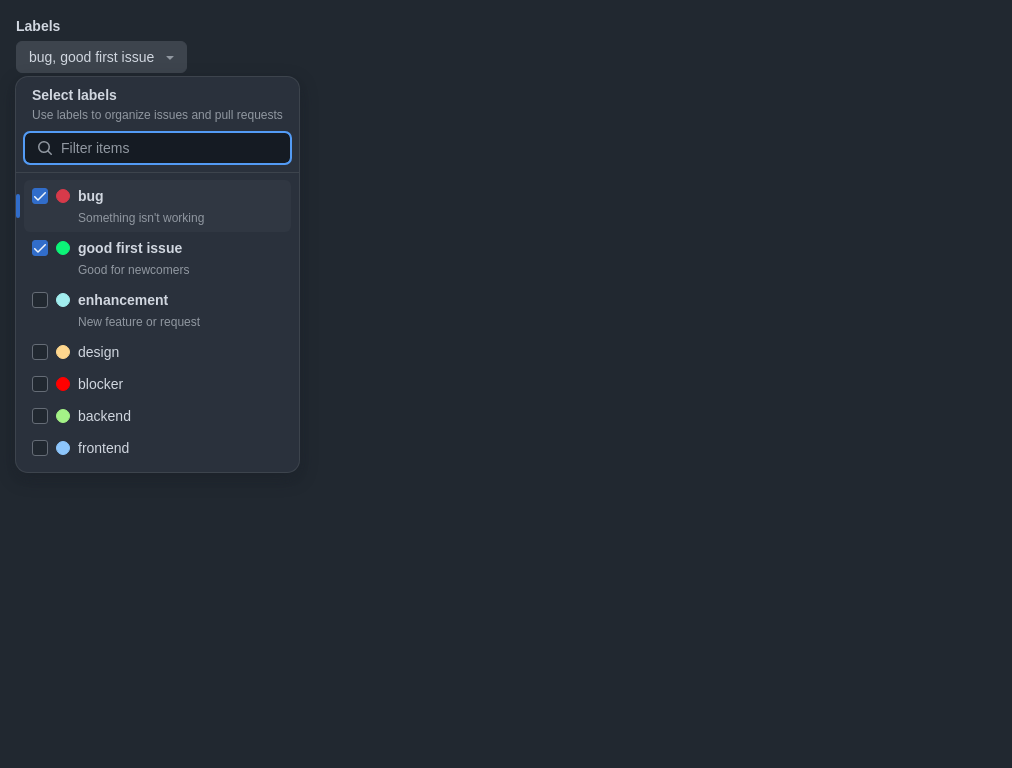 Labels
bug, good first issue
Select labels
Use labels to organize issues and pull requests
Filter items
bug
Something isn't working
good first issue
Good for newcomers
enhancement
New feature or request
design
blocker
backend
frontend